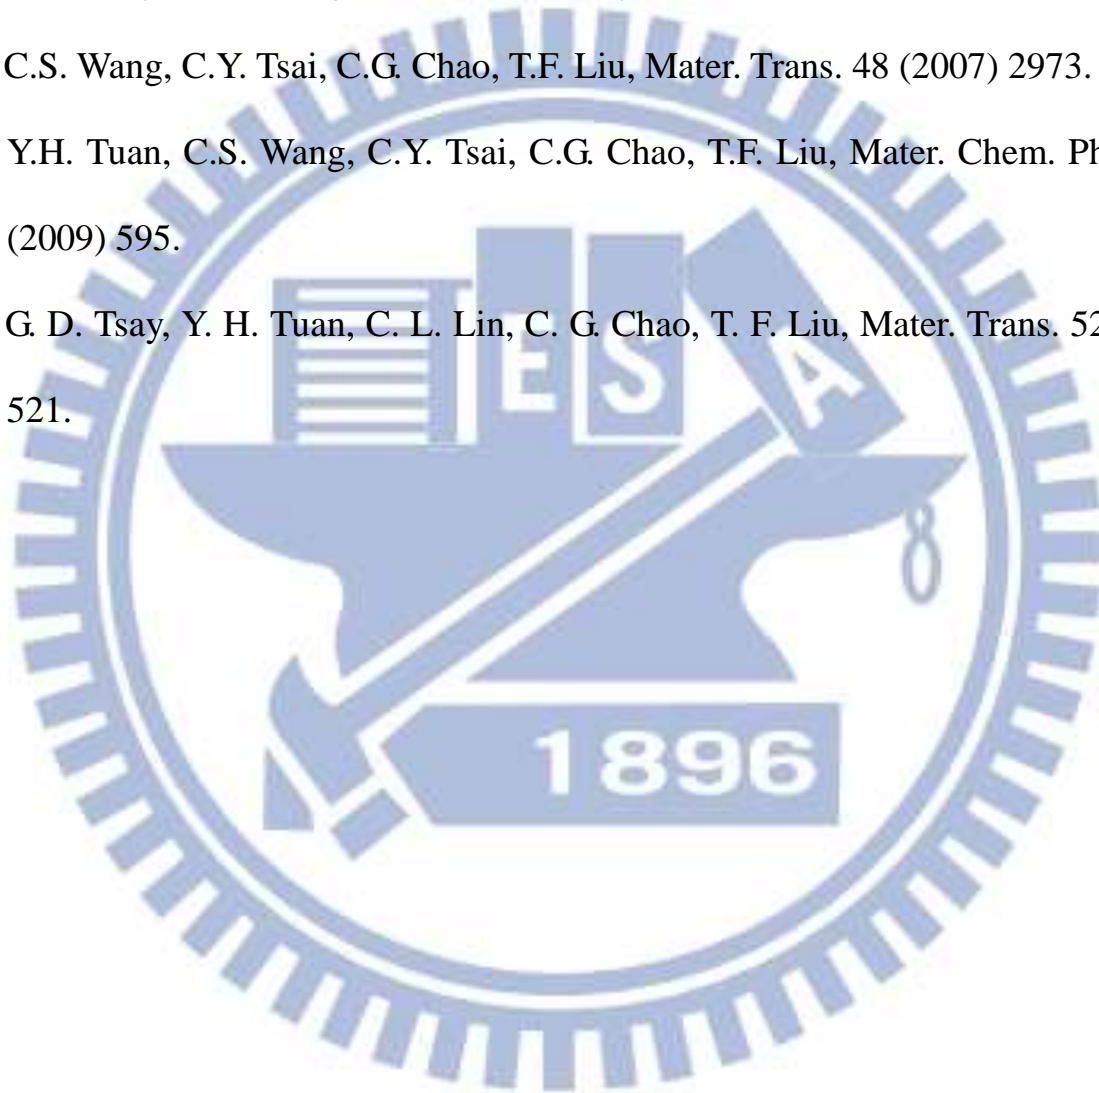 C.S. Wang, C.Y. Tsai, C.G. Chao, T.F. Liu, Mater. Trans. 48 (2007) 2973.
Y.H. Tuan, C.S. Wang, C.Y. Tsai, C.G. Chao, T.F. Liu, Mater. Chem.
(2009) 595.
G. D. Tsay, Y. H. Tuan, C. L. Lin, C. G. Chao, T. F. Liu, Mater. Trans. 52
521.
E S A
1896